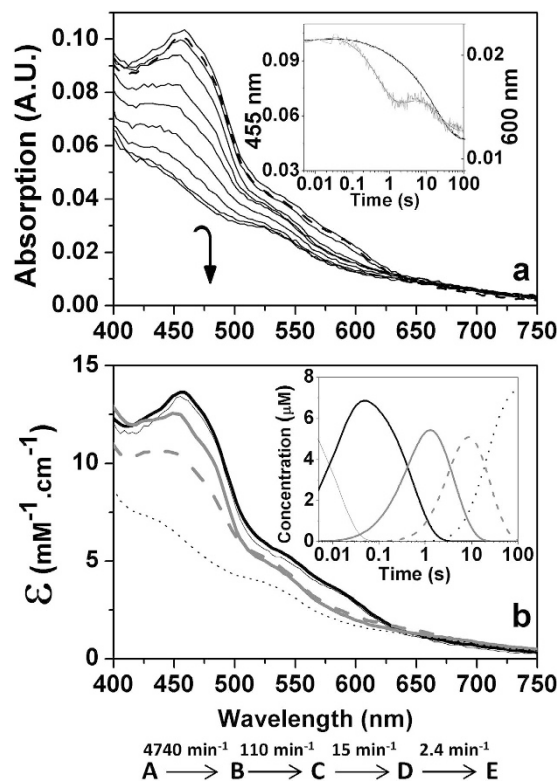 0.10
0.08
0.06
0.04
0.02
0.00
Absorption (A.U.)
0.09
0.06
0.03
455 nm
0.02
0.01
600 nm
0.01 0.1 1 10 100
Time (s)
a
400 450 500 550 600 650 700 750
15
10
5
0
ε (mM⁻¹.cm⁻¹)
8
6
4
2
0
Concentration (μM)
0.01 0.1 1 10 100
Time (s)
b
400 450 500 550 600 650 700 750
Wavelength (nm)
4740 min⁻¹ 110 min⁻¹ 15 min⁻¹ 2.4 min⁻¹
A → B → C → D → E